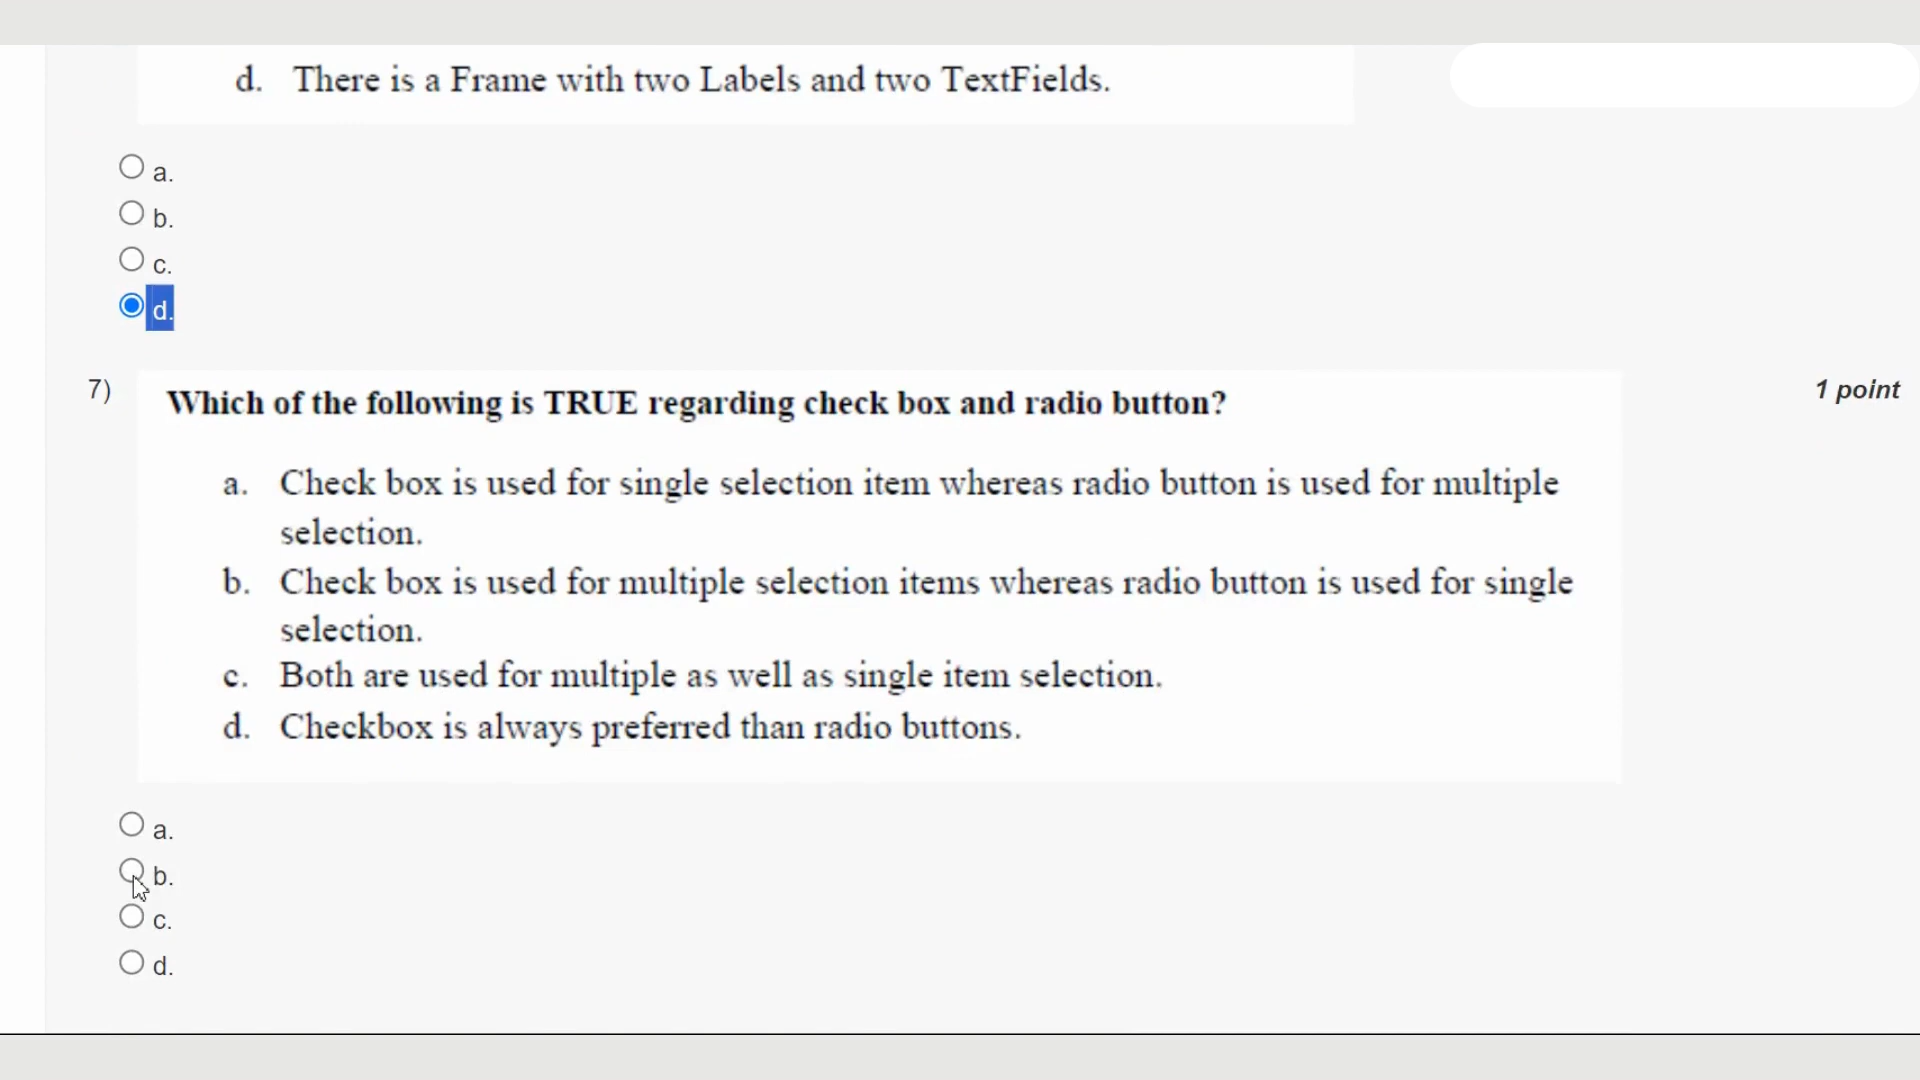 d. There is a Frame with two Labels and two TextFields.
a.
b.
c.
d.
7)
Which of the following is TRUE regarding check box and radio button?
1 point
a. Check box is used for single selection item whereas radio button is used for multiple
selection.
b. Check box is used for multiple selection items whereas radio button is used for single
selection.
c. Both are used for multiple as well as single item selection.
d. Checkbox is always preferred than radio buttons.
a.
b.
c.
d.